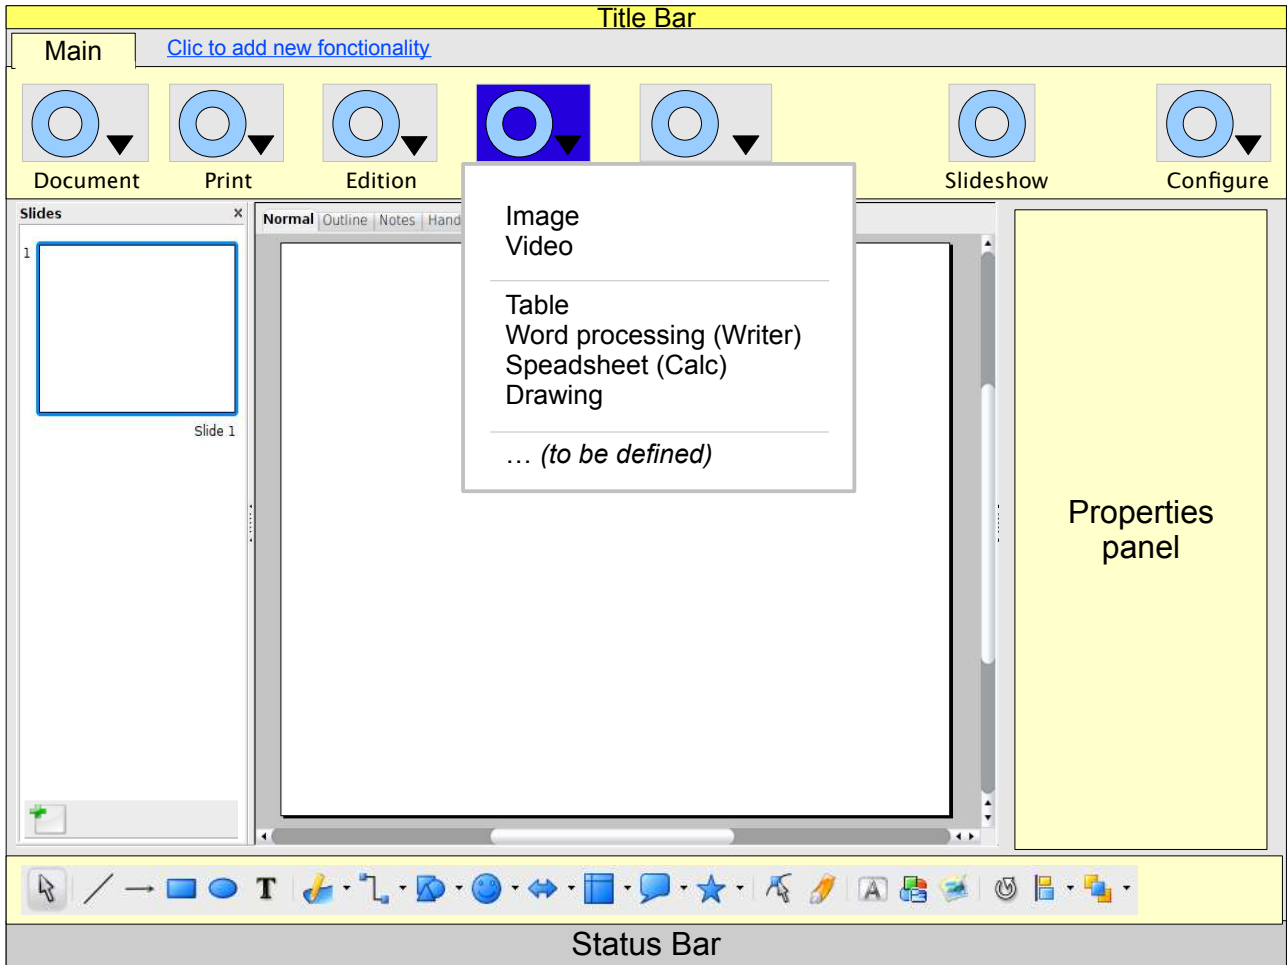 Title Bar
Main
Clic to add new fonctionality
Document Print Edition Slideshow Configure
Slides ×
1
Slide 1
Normal Outline Notes Hand
Image
Video
Table
Word processing (Writer)
Speadsheet (Calc)
Drawing
… (to be defined)
Properties
panel
T
A
Status Bar